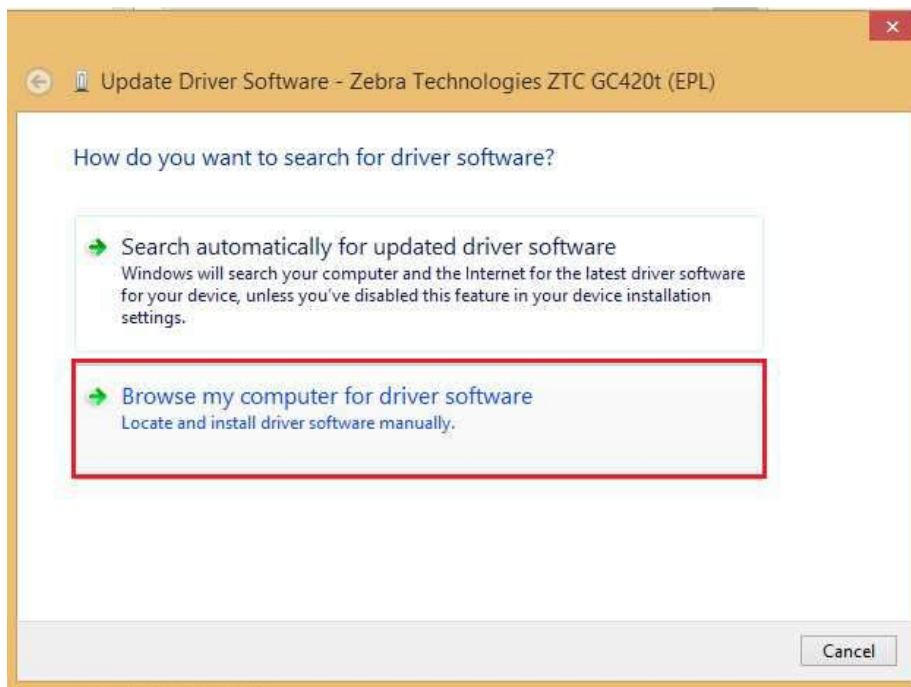 Update Driver Software - Zebra Technologies ZTC GC420t (EPL)
How do you want to search for driver software?
Search automatically for updated driver software
Windows will search your computer and the Internet for the latest driver software
for your device, unless you've disabled this feature in your device installation
settings.
Browse my computer for driver software
Locate and install driver software manually.
Cancel